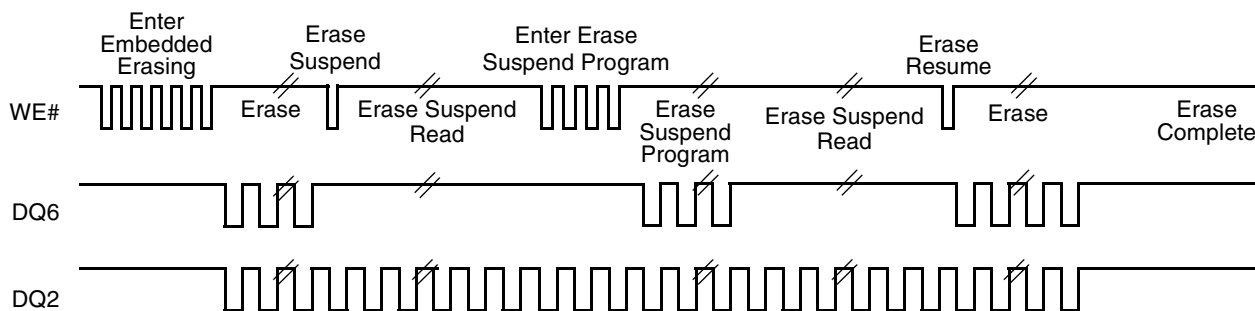 Enter
Embedded
Erasing
Erase
Suspend
Enter Erase
Suspend Program
Erase
Resume
WE#
Erase
Erase Suspend
Read
Erase
Suspend
Program
Erase Suspend
Read
Erase
Erase
Complete
DQ6
DQ2